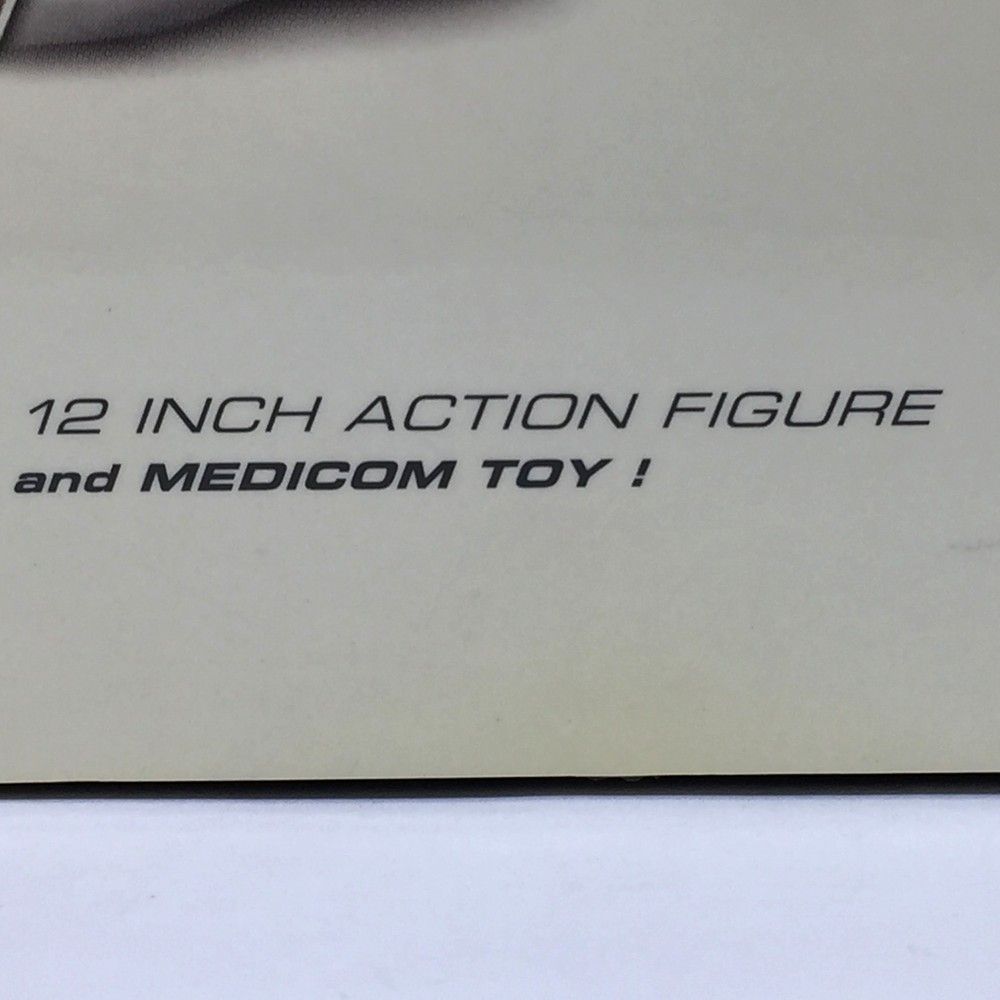 12 INCH ACTION FIGURE
and MEDICOM TOY !